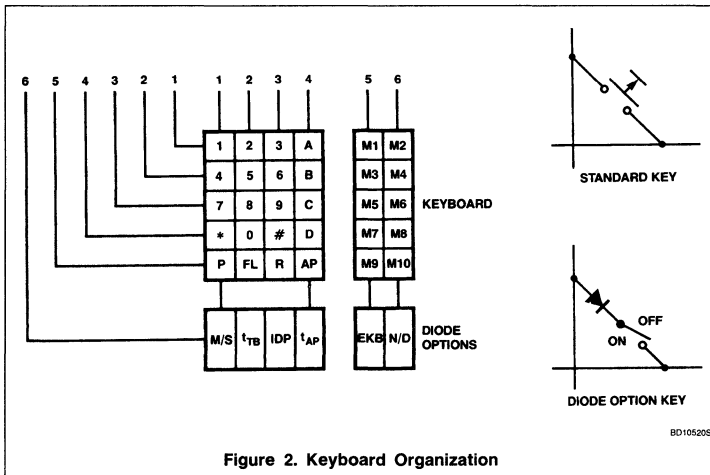 6 5 4 3 2 1 1 2 3 4 5 6
1 2 3 A M1 M2
4 5 6 B M3 M4
7 8 9 C M5 M6 KEYBOARD
* 0 # D M7 M8
P FL R AP M9 M10
M/S tTB IDP tAP EKB N/D DIODE OPTIONS
STANDARD KEY
OFF
ON
DIODE OPTION KEY
BD10520S
Figure 2. Keyboard Organization